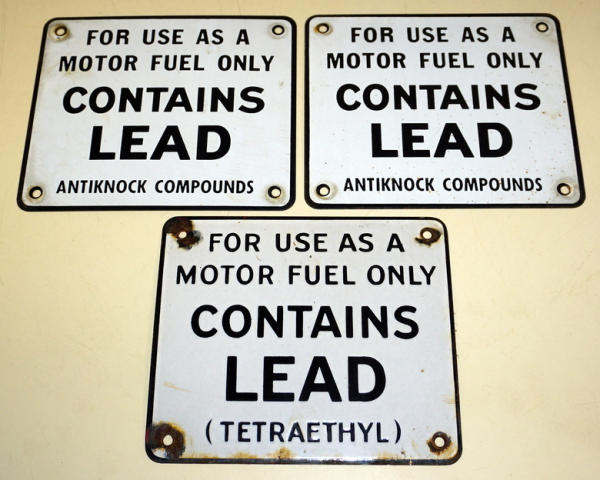 FOR USE AS A
MOTOR FUEL ONLY
CONTAINS
LEAD
ANTIKNOCK COMPOUNDS
FOR USE AS A
MOTOR FUEL ONLY
CONTAINS
LEAD
ANTIKNOCK COMPOUNDS
FOR USE AS A
MOTOR FUEL ONLY
CONTAINS
LEAD
(TETRAETHYL)